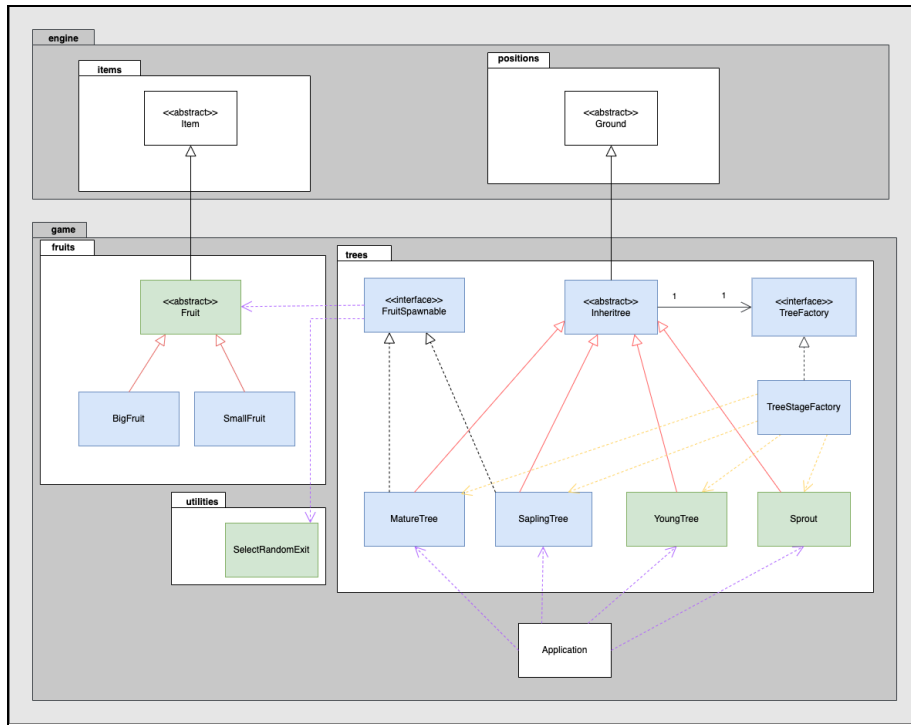 engine
items
positions
<<abstract>>
Item
<<abstract>>
Ground
game
fruits
trees
<<abstract>>
Fruit
<<interface>>
FruitSpawnable
<<abstract>>
Inheritree
1
1
<<interface>>
TreeFactory
BigFruit
SmallFruit
TreeStageFactory
utilities
SelectRandomExit
MatureTree
SaplingTree
YoungTree
Sprout
Application